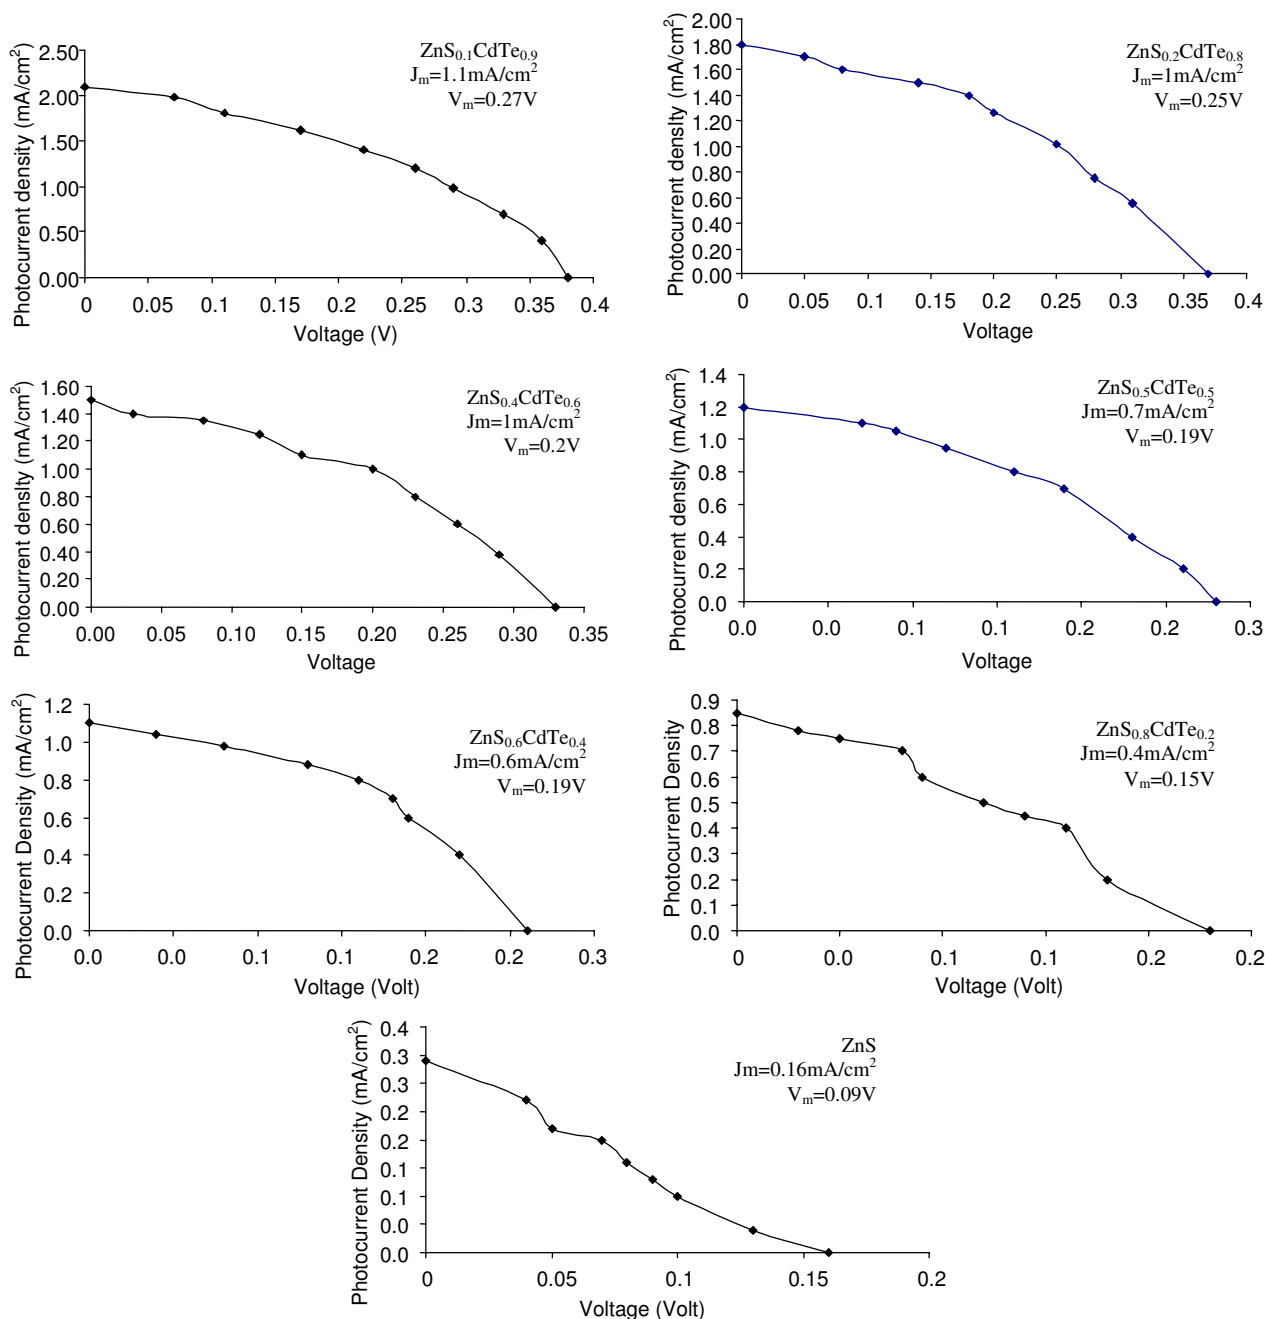 Photocurrent density (mA/cm²)
2.50
2.00
1.50
1.00
0.50
0.00
ZnS₀.₁CdTe₀.₉
Jₘ=1.1mA/cm²
Vₘ=0.27V
0 0.05 0.1 0.15 0.2 0.25 0.3 0.35 0.4
Voltage (V)
Photocurrent density (mA/cm²)
2.00
1.80
1.60
1.40
1.20
1.00
0.80
0.60
0.40
0.20
0.00
ZnS₀.₂CdTe₀.₈
Jₘ=1mA/cm²
Vₘ=0.25V
0 0.05 0.1 0.15 0.2 0.25 0.3 0.35 0.4
Voltage
Photocurrent density (mA/cm²)
1.60
1.40
1.20
1.00
0.80
0.60
0.40
0.20
0.00
ZnS₀.₄CdTe₀.₆
Jm=1mA/cm²
Vₘ=0.2V
0.00 0.05 0.10 0.15 0.20 0.25 0.30 0.35
Voltage
Photocurrent density (mA/cm²)
1.4
1.2
1.0
0.8
0.6
0.4
0.2
0.0
ZnS₀.₅CdTe₀.₅
Jm=0.7mA/cm²
Vₘ=0.19V
0.0 0.0 0.1 0.1 0.2 0.2 0.3
Voltage
Photocurrent Density (mA/cm²)
1.2
1.0
0.8
0.6
0.4
0.2
0.0
ZnS₀.₆CdTe₀.₄
Jm=0.6mA/cm²
Vₘ=0.19V
0.0 0.0 0.1 0.1 0.2 0.2 0.3
Voltage (Volt)
Photocurrent Density
0.9
0.8
0.7
0.6
0.5
0.4
0.3
0.2
0.1
0.0
ZnS₀.₈CdTe₀.₂
Jm=0.4mA/cm²
Vₘ=0.15V
0 0.0 0.1 0.1 0.2 0.2
Voltage (Volt)
Photocurrent Density (mA/cm²)
0.4
0.3
0.3
0.2
0.2
0.1
0.1
0.0
0.0
ZnS
Jm=0.16mA/cm²
Vₘ=0.09V
0 0.05 0.1 0.15 0.2
Voltage (Volt)